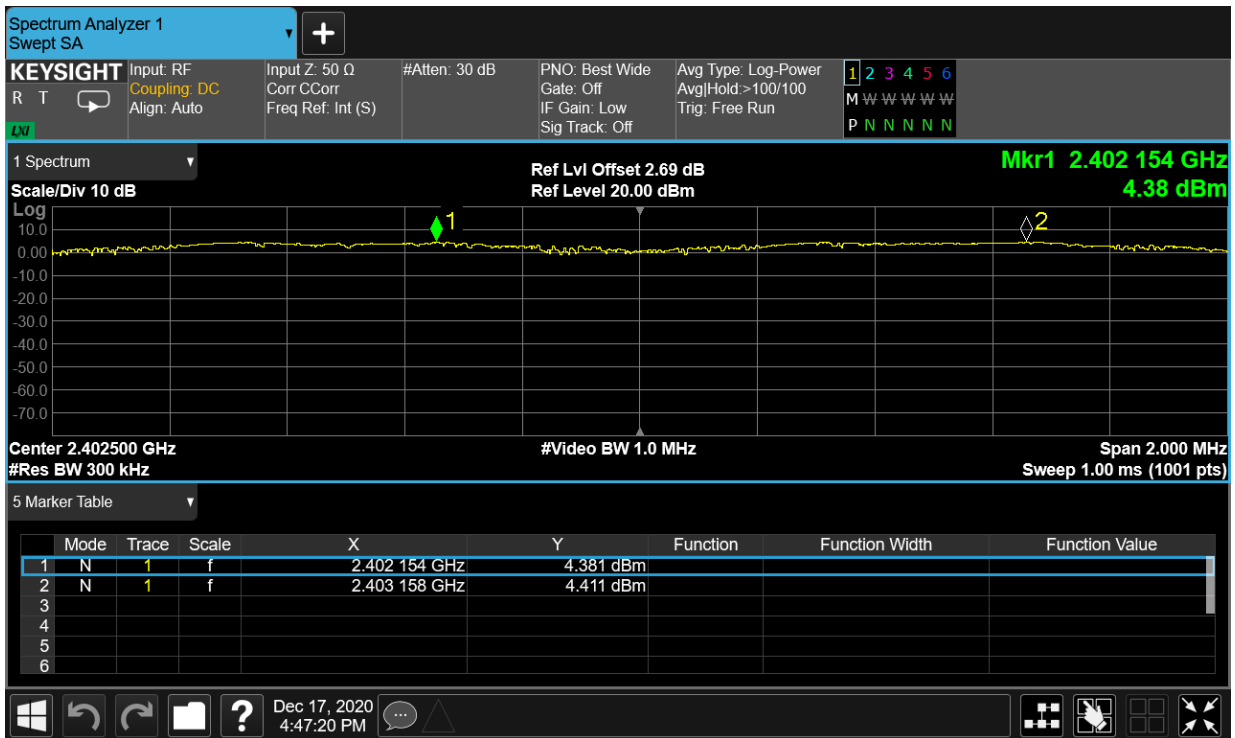 Spectrum Analyzer 1
Swept SA
+
KEYSIGHT Input: RF Input Z: 50 Ω #Atten: 30 dB PNO: Best Wide Avg Type: Log-Power 1 2 3 4 5 6
R T Coupling: DC Corr CCorr Gate: Off Avg|Hold:>100/100 M W W W W W
Align: Auto Freq Ref: Int (S) IF Gain: Low Trig: Free Run P N N N N N
LXI Sig Track: Off
1 Spectrum Ref Lvl Offset 2.69 dB Mkr1 2.402 154 GHz
Scale/Div 10 dB Ref Level 20.00 dBm 4.38 dBm
Log
1 2
10.0
0.00
-10.0
-20.0
-30.0
-40.0
-50.0
-60.0
-70.0
Center 2.402500 GHz #Video BW 1.0 MHz Span 2.000 MHz
#Res BW 300 kHz Sweep 1.00 ms (1001 pts)
5 Marker Table
Mode Trace Scale X Y Function Function Width Function Value
1 N 1 f 2.402 154 GHz 4.381 dBm
2 N 1 f 2.403 158 GHz 4.411 dBm
3
4
5
6
? Dec 17, 2020
4:47:20 PM